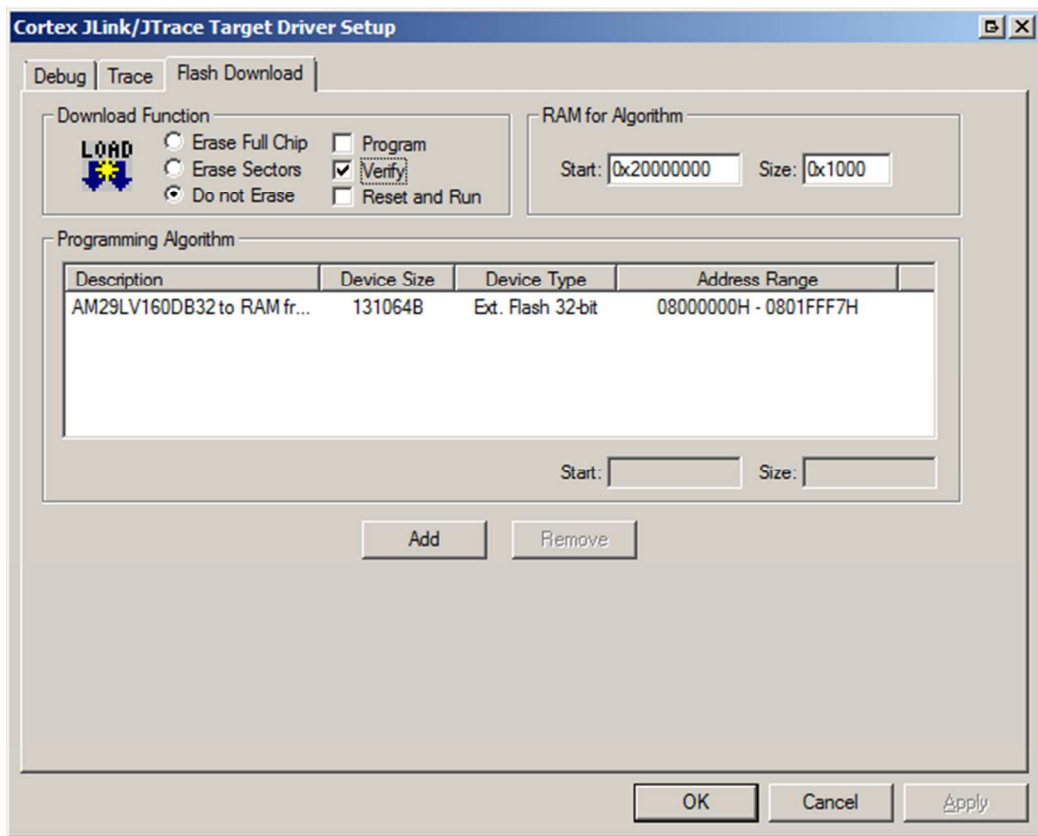 Cortex JLink/JTrace Target Driver Setup
Debug Trace Flash Download
Download Function
LOAD
Erase Full Chip
Erase Sectors
Do not Erase
Program
Verify
Reset and Run
RAM for Algorithm
Start: 0x20000000 Size: 0x1000
Programming Algorithm
Description Device Size Device Type Address Range
AM29LV160DB32 to RAM fr... 131064B Ext. Flash 32-bit 08000000H - 0801FFF7H
Start: Size:
Add Remove
OK Cancel Apply